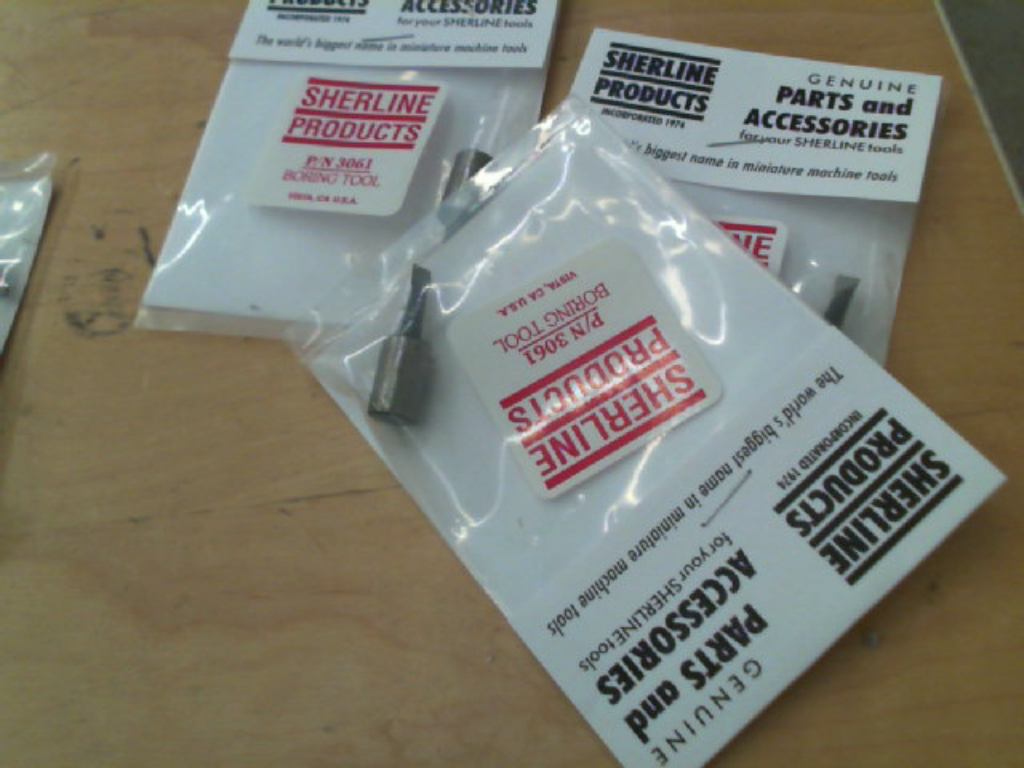 PRODUCTS
INCORPORATED 1974
ACCESSORIES
for your SHERLINE tools
The world's biggest name in miniature machine tools
SHERLINE
PRODUCTS
P/N 3061
BORING TOOL
VISTA, CA U.S.A.
SHERLINE
PRODUCTS
INCORPORATED 1974
GENUINE
PARTS and
ACCESSORIES
for your SHERLINE tools
biggest name in miniature machine tools
SHERLINE
PRODUCTS
P/N 3061
BORING TOOL
VISTA, CA U.S.A.
SHERLINE
PRODUCTS
INCORPORATED 1974
GENUINE
PARTS and
ACCESSORIES
for your SHERLINE tools
The world's biggest name in miniature machine tools